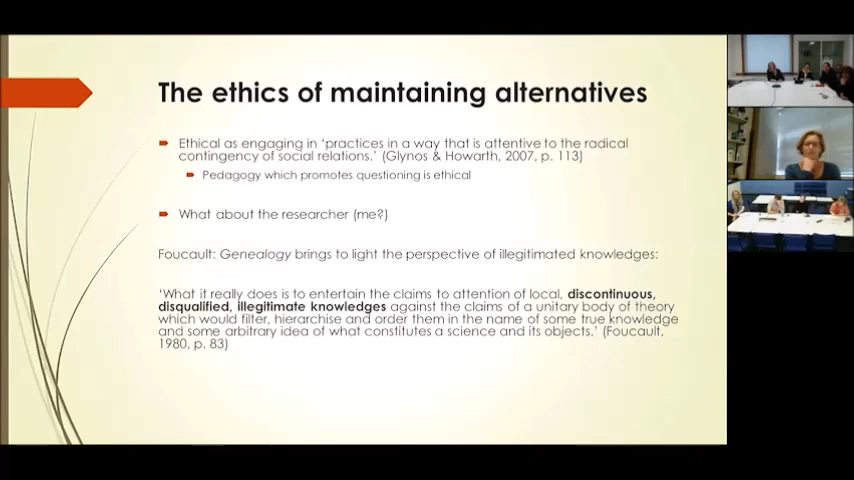 The ethics of maintaining alternatives
Ethical as engaging in ‘practices in a way that is attentive to the radical
contingency of social relations.’ (Glynos & Howarth, 2007, p. 113)
Pedagogy which promotes questioning is ethical
What about the researcher (me?)
Foucault: Genealogy brings to light the perspective of illegitimated knowledges:
‘What it really does is to entertain the claims to attention of local, discontinuous,
disqualified, illegitimate knowledges against the claims of a unitary body of theory
which would filter, hierarchise and order them in the name of some true knowledge
and some arbitrary idea of what constitutes a science and its objects.’ (Foucault,
1980, p. 83)